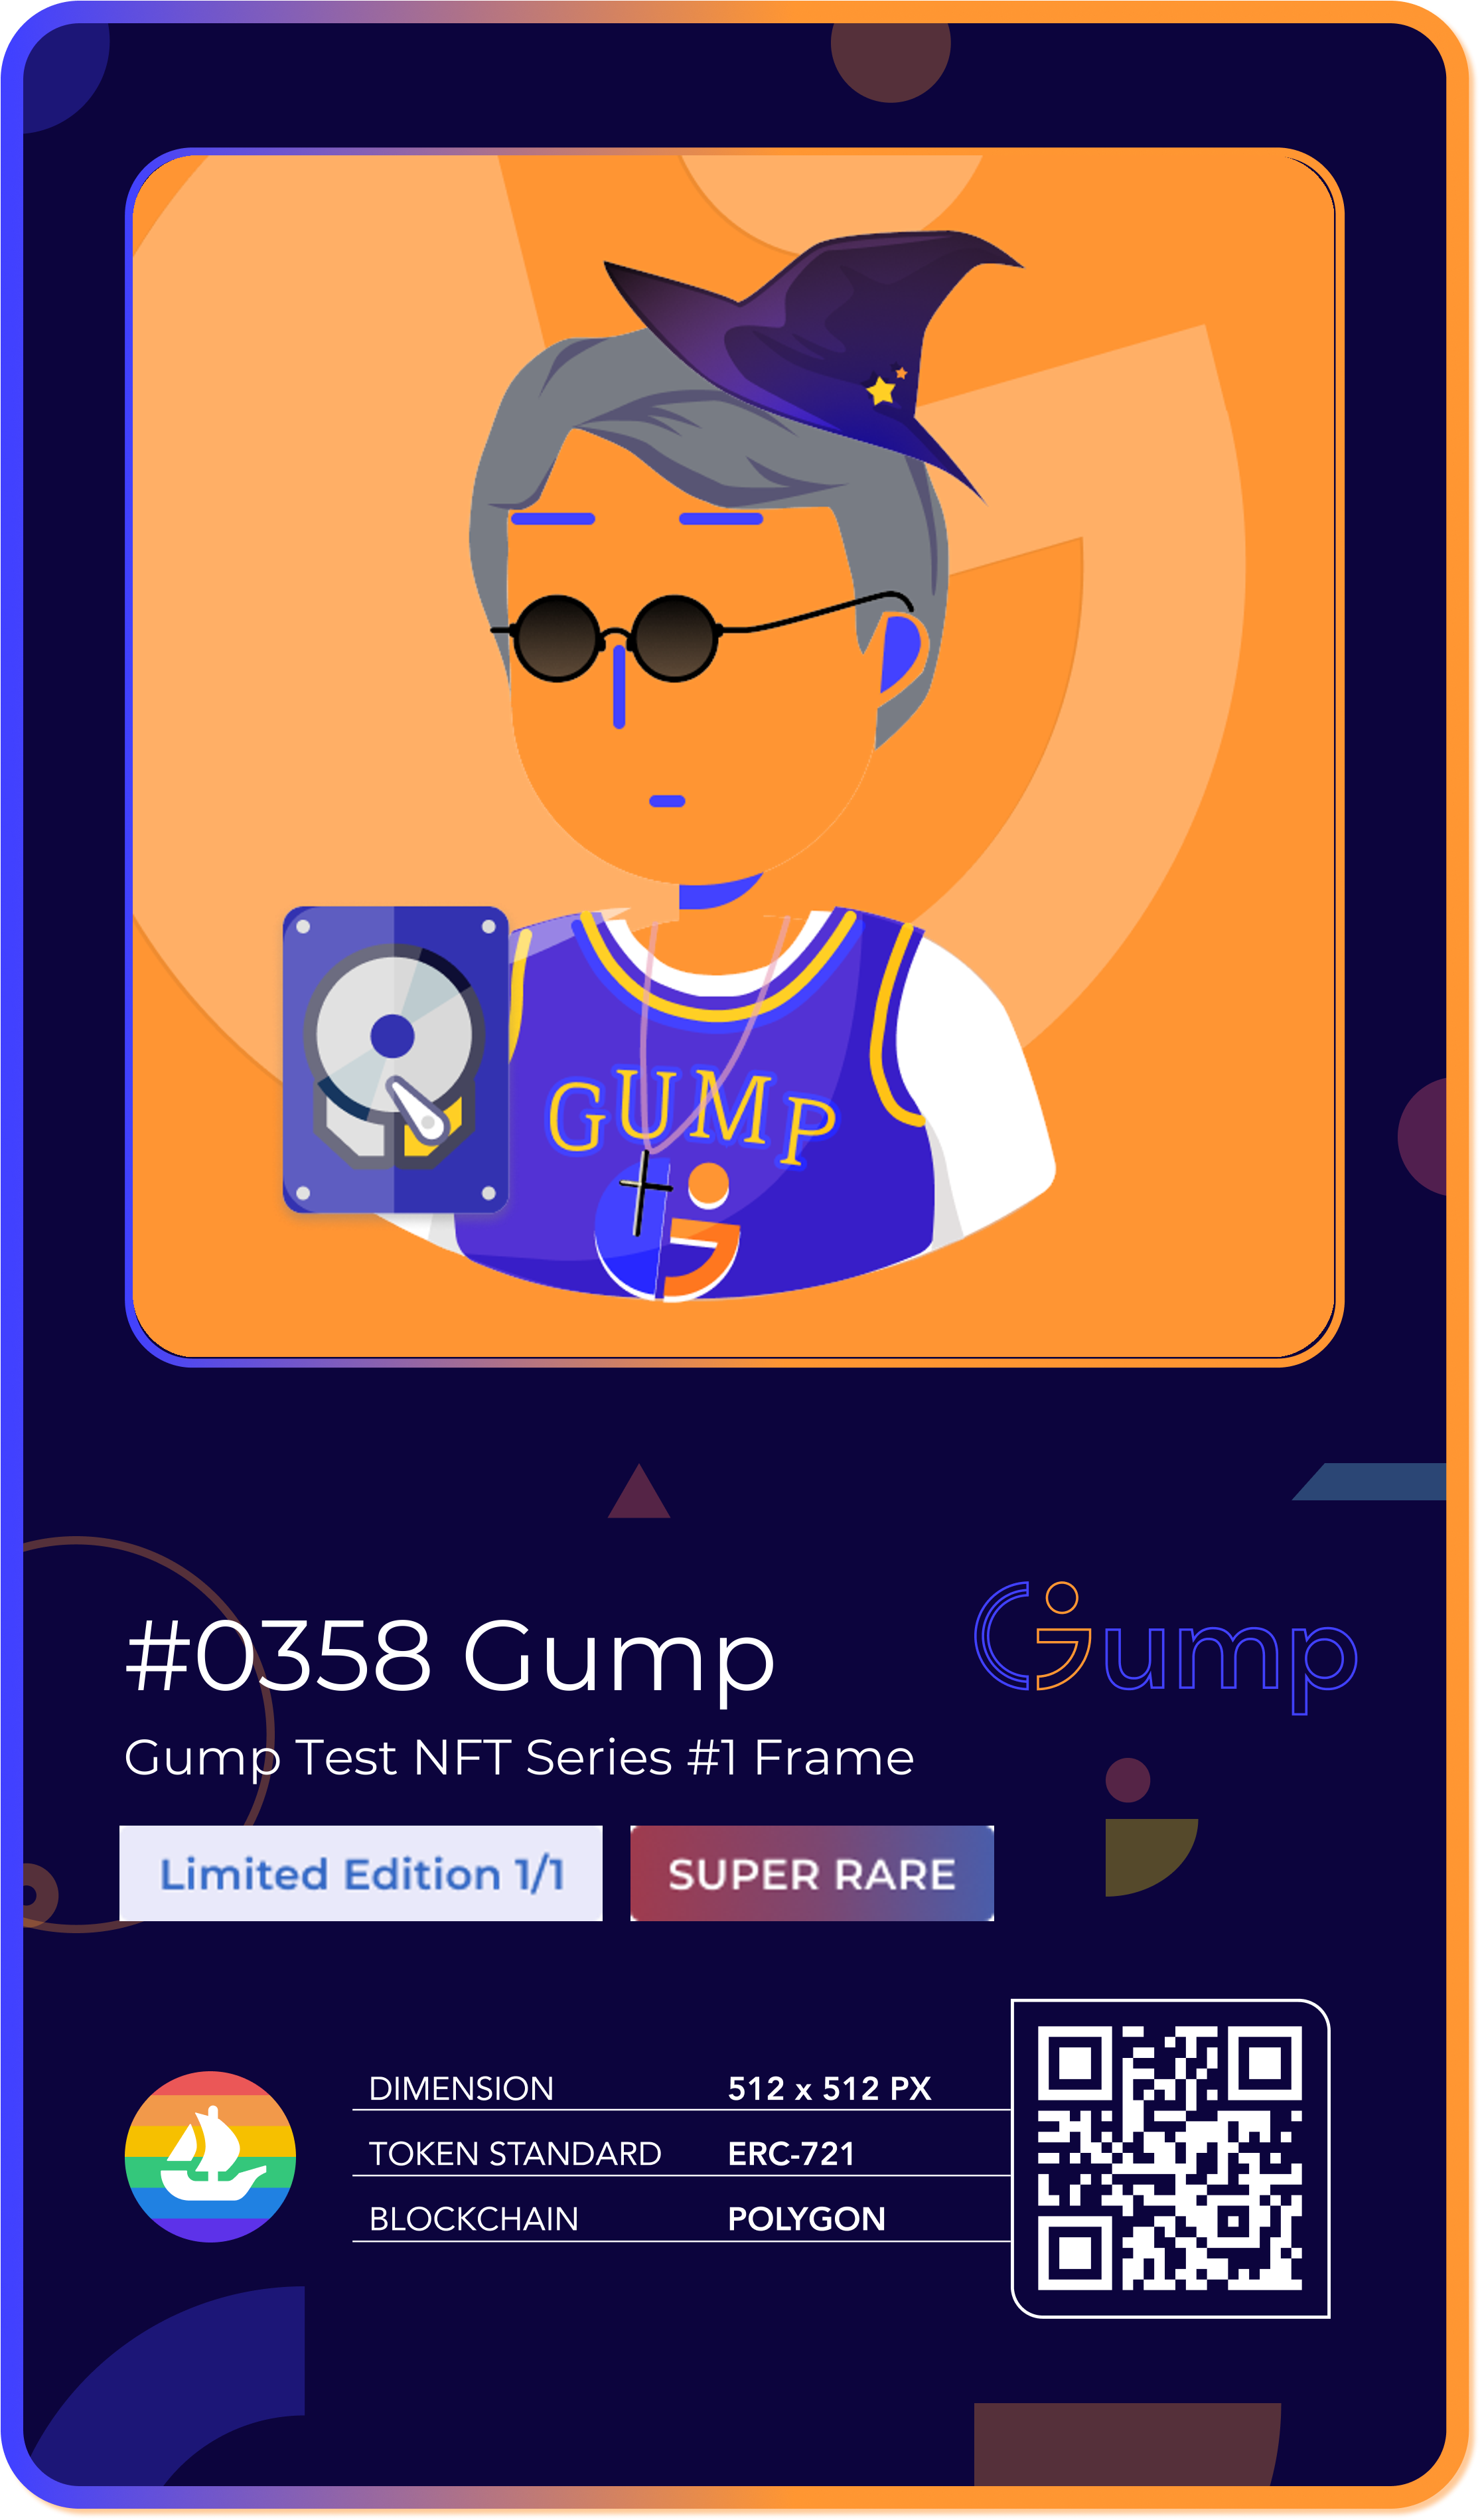 GUMP
#0358 Gump
Gump
Gump Test NFT Series #1 Frame
Limited Edition 1/1
SUPER RARE
DIMENSION 512 x 512 PX
TOKEN STANDARD ERC-721
BLOCKCHAIN POLYGON